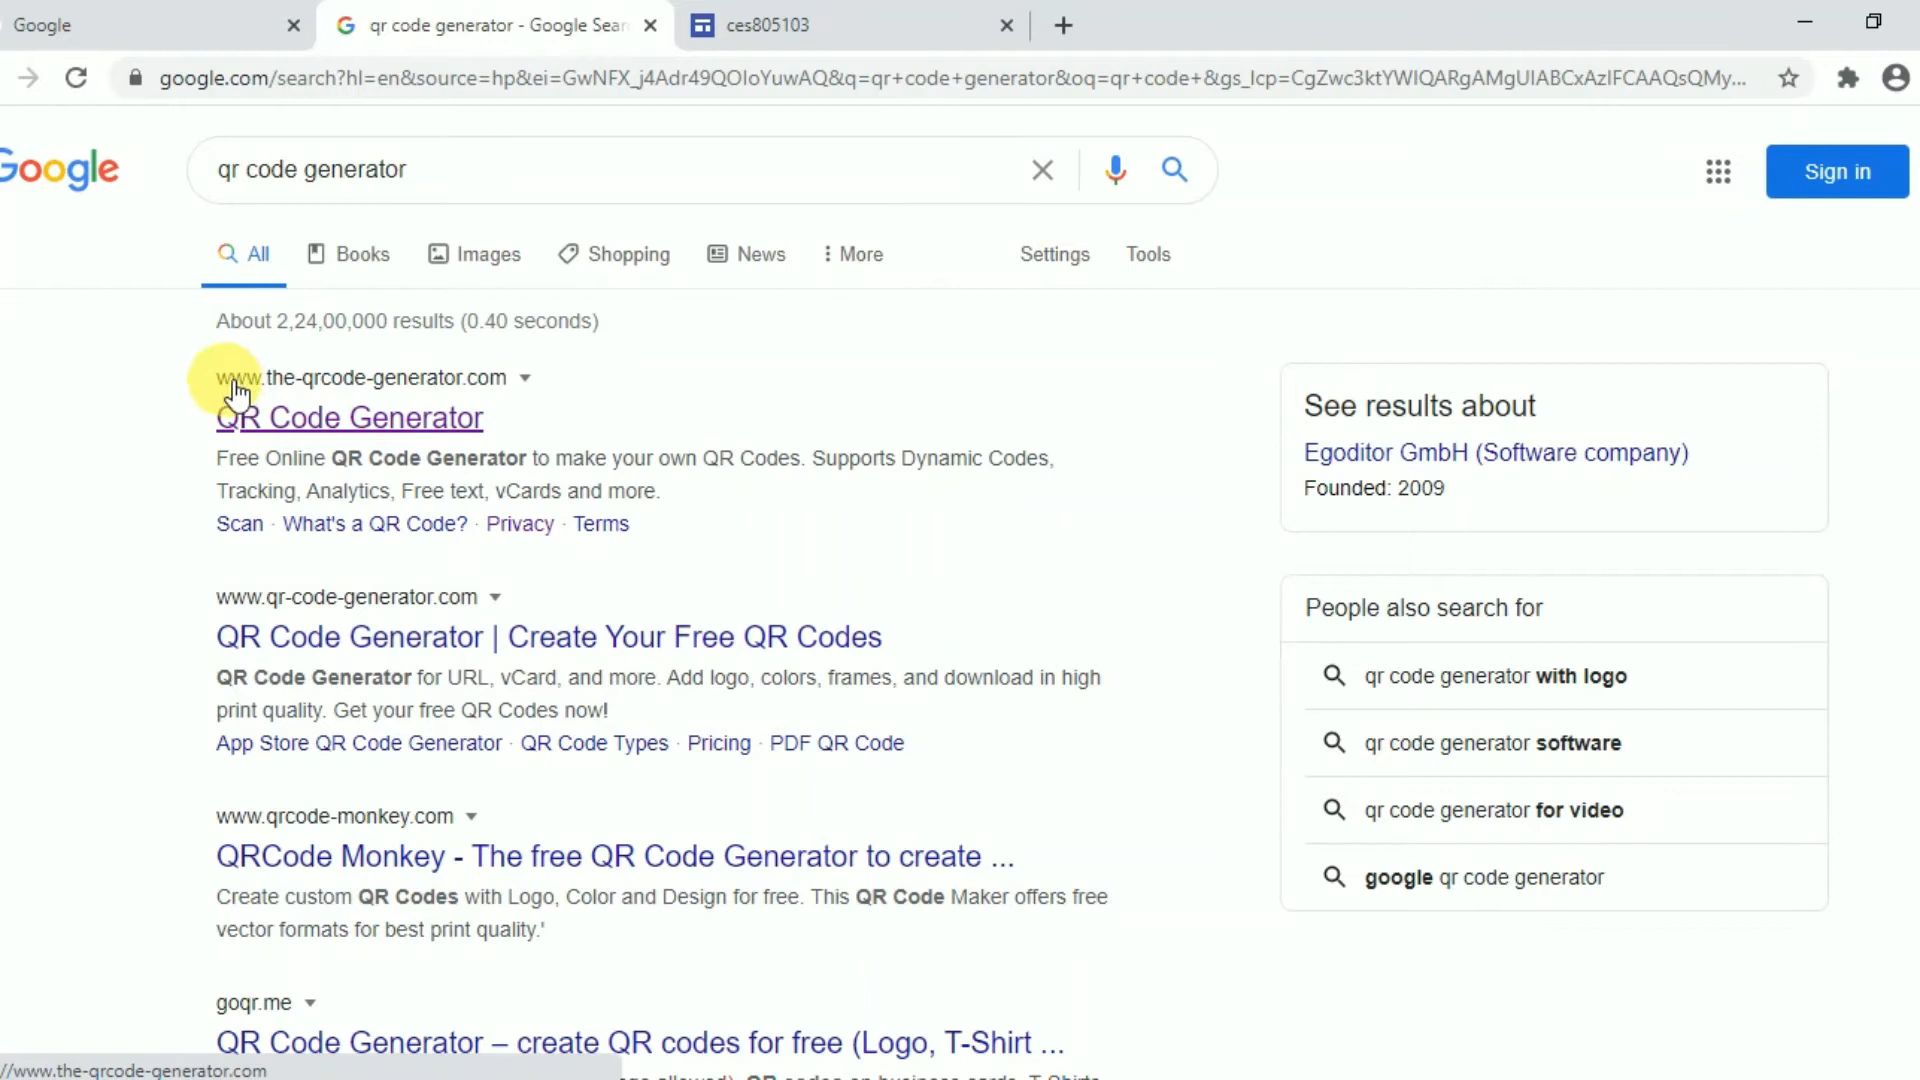 Google
qr code generator - Google Sear
ces805103
google.com/search?hl=en&source=hp&ei=GwNFX_j4Adr49QOIoYuwAQ&q=qr+code+generator&oq=qr+code+&gs_lcp=CgZwc3ktYWIQARgAMgUIABCxAzIFCAAQsQMy...
Google
qr code generator
Sign in
All
Books
Images
Shopping
News
More
Settings
Tools
About 2,24,00,000 results (0.40 seconds)
www.the-qrcode-generator.com
QR Code Generator
Free Online QR Code Generator to make your own QR Codes. Supports Dynamic Codes,
Tracking, Analytics, Free text, vCards and more.
Scan · What's a QR Code? · Privacy · Terms
www.qr-code-generator.com
QR Code Generator | Create Your Free QR Codes
QR Code Generator for URL, vCard, and more. Add logo, colors, frames, and download in high
print quality. Get your free QR Codes now!
App Store QR Code Generator · QR Code Types · Pricing · PDF QR Code
www.qrcode-monkey.com
QRCode Monkey - The free QR Code Generator to create ...
Create custom QR Codes with Logo, Color and Design for free. This QR Code Maker offers free
vector formats for best print quality.'
goqr.me
QR Code Generator – create QR codes for free (Logo, T-Shirt ...
See results about
Egoditor GmbH (Software company)
Founded: 2009
People also search for
qr code generator with logo
qr code generator software
qr code generator for video
google qr code generator
//www.the-qrcode-generator.com